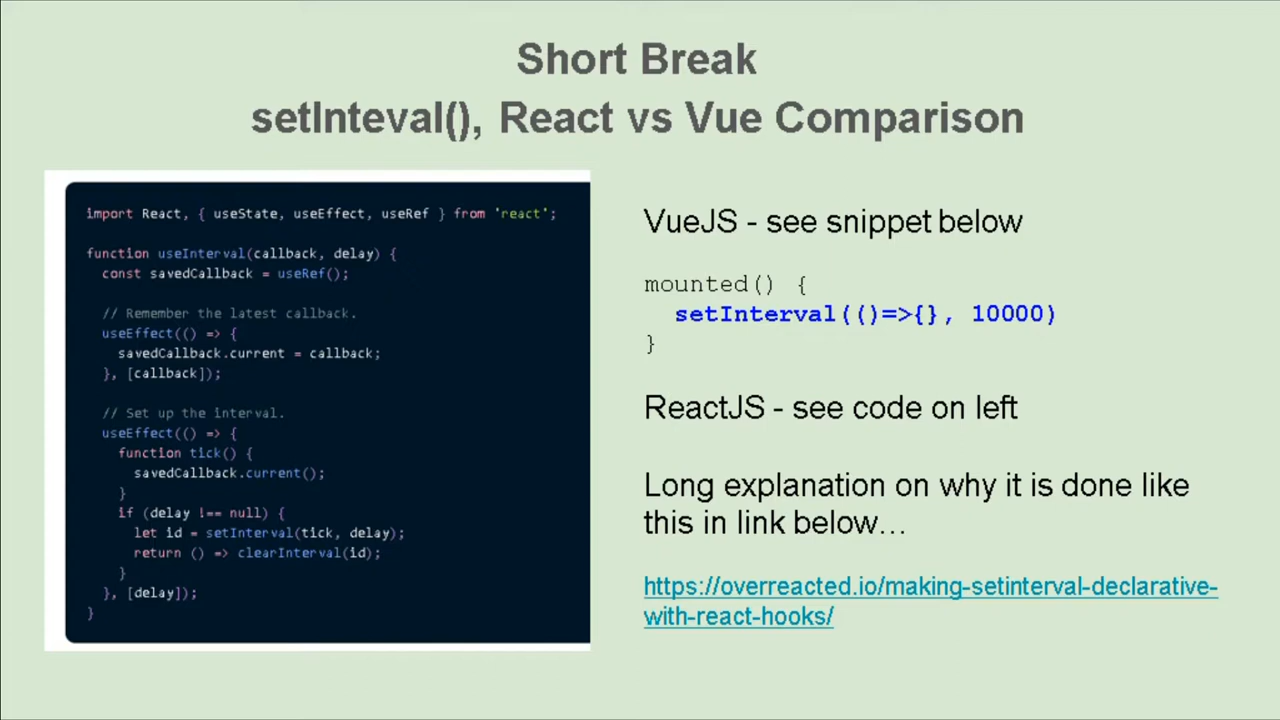 Short Break
setInteval(), React vs Vue Comparison
import React, { useState, useEffect, useRef } from 'react';
function useInterval(callback, delay) {
  const savedCallback = useRef();
  // Remember the latest callback.
  useEffect(() => {
    savedCallback.current = callback;
  }, [callback]);
  // Set up the interval.
  useEffect(() => {
    function tick() {
      savedCallback.current();
    }
    if (delay !== null) {
      let id = setInterval(tick, delay);
      return () => clearInterval(id);
    }
  }, [delay]);
}
VueJS - see snippet below
mounted() {
  setInterval(()=>{}, 10000)
}
ReactJS - see code on left
Long explanation on why it is done like
this in link below…
https://overreacted.io/making-setinterval-declarative-
with-react-hooks/